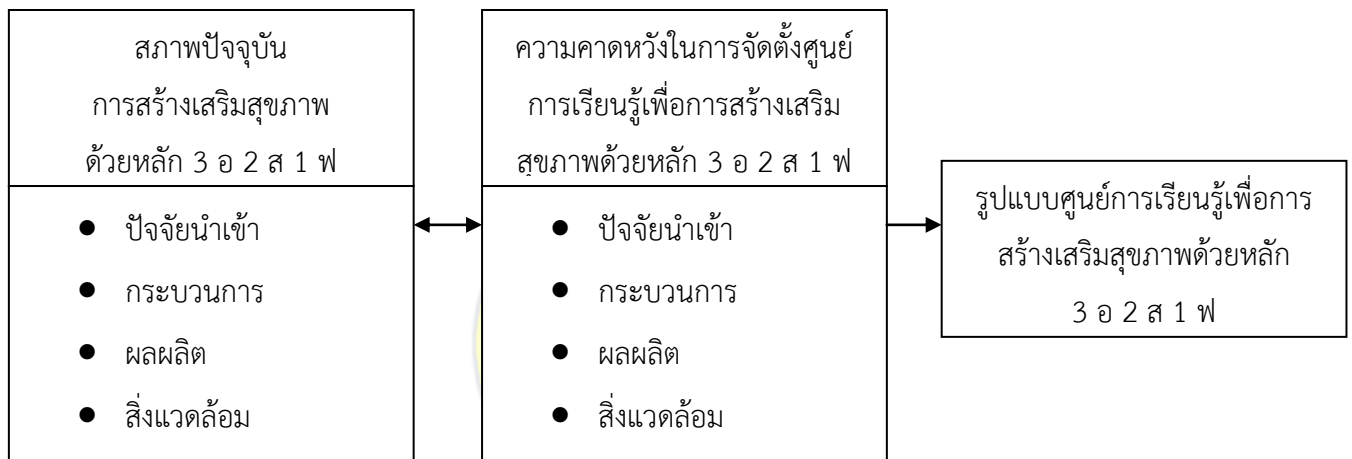 สภาพปัจจุบัน
การสร้างเสริมสุขภาพ
ด้วยหลัก 3 อ 2 ส 1 ฟ
● ปัจจัยนำเข้า
● กระบวนการ
● ผลผลิต
● สิ่งแวดล้อม
ความคาดหวังในการจัดตั้งศูนย์
การเรียนรู้เพื่อการสร้างเสริม
สุขภาพด้วยหลัก 3 อ 2 ส 1 ฟ
● ปัจจัยนำเข้า
● กระบวนการ
● ผลผลิต
● สิ่งแวดล้อม
รูปแบบศูนย์การเรียนรู้เพื่อการ
สร้างเสริมสุขภาพด้วยหลัก
3 อ 2 ส 1 ฟ